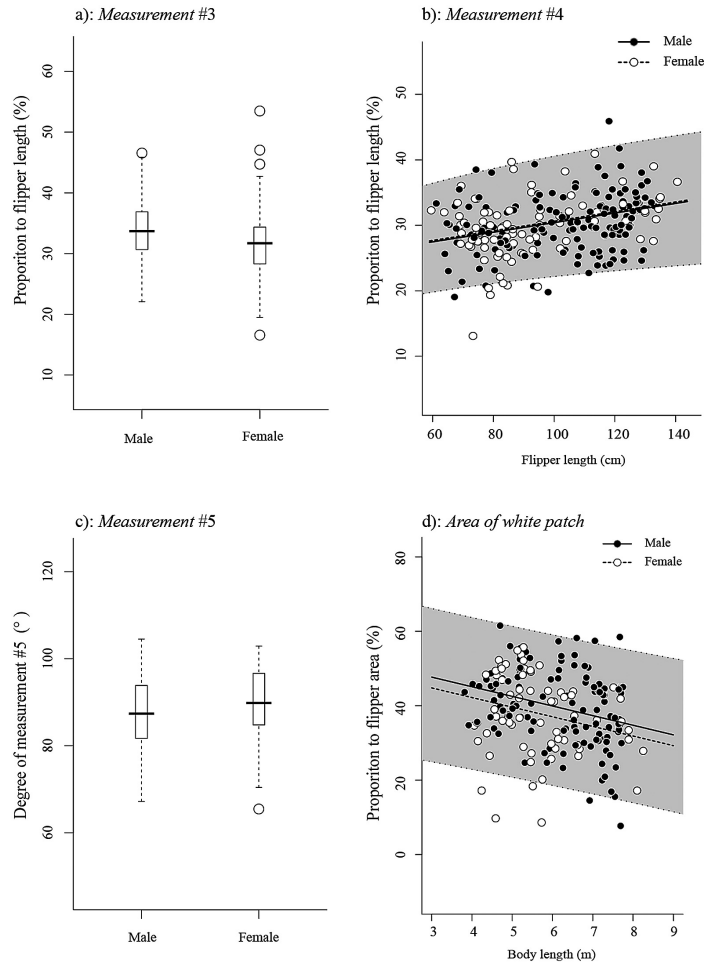 a): Measurement #3
Proporiton to flipper length (%)
60
50
40
30
20
10
Male
Female
b): Measurement #4
Male
Female
Proporiton to flipper length (%)
50
40
30
20
10
60
80
100
120
140
Flipper length (cm)
c): Measurement #5
Degree of measurement #5 (°)
120
100
80
60
Male
Female
d): Area of white patch
Male
Female
Proporiton to flipper area (%)
80
60
40
20
0
3
4
5
6
7
8
9
Body length (m)